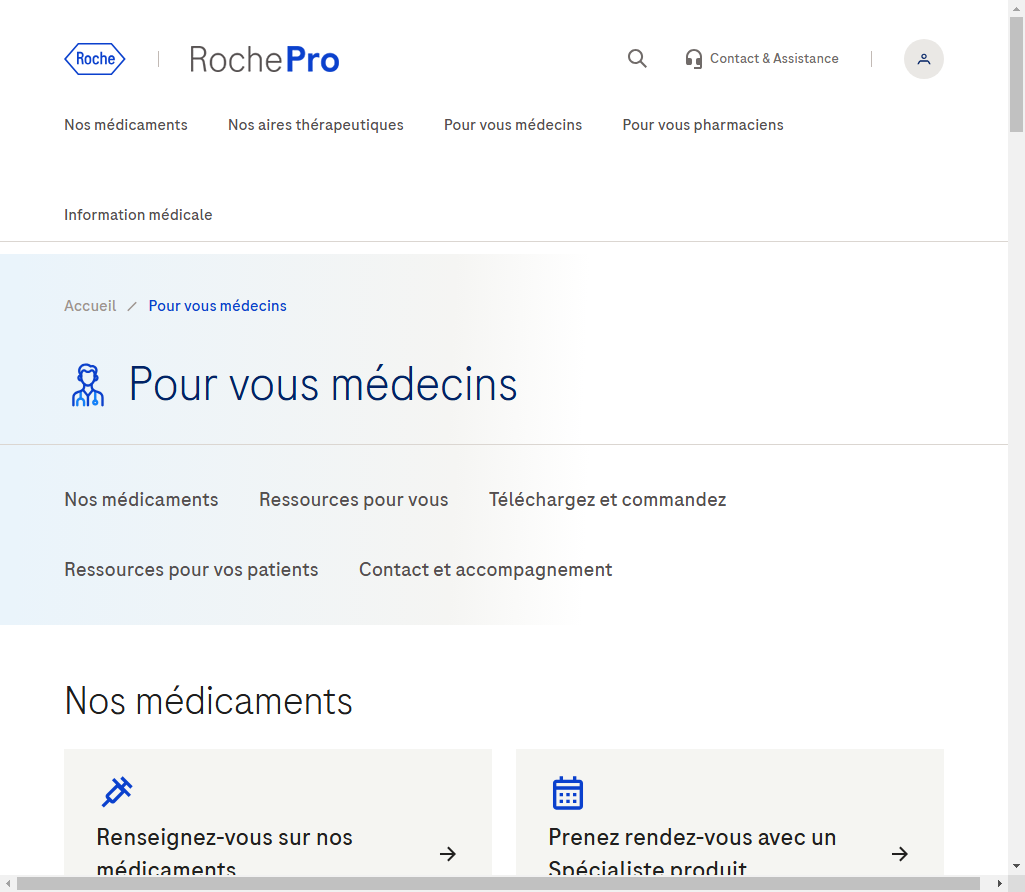 Roche
RochePro
Contact & Assistance
Nos médicaments
Nos aires thérapeutiques
Pour vous médecins
Pour vous pharmaciens
Information médicale
Accueil / Pour vous médecins
Pour vous médecins
Nos médicaments
Ressources pour vous
Téléchargez et commandez
Ressources pour vos patients
Contact et accompagnement
Nos médicaments
Renseignez-vous sur nos
médicaments
Prenez rendez-vous avec un
Spécialiste produit